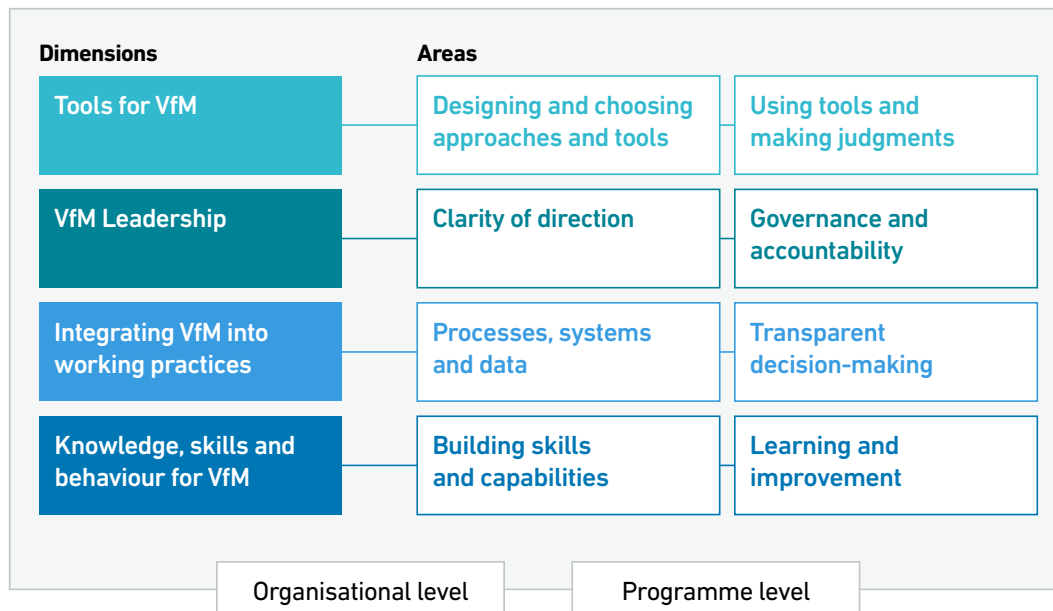 Dimensions
Areas
Tools for VfM
Designing and choosing
approaches and tools
Using tools and
making judgments
VfM Leadership
Clarity of direction
Governance and
accountability
Integrating VfM into
working practices
Processes, systems
and data
Transparent
decision-making
Knowledge, skills and
behaviour for VfM
Building skills
and capabilities
Learning and
improvement
Organisational level
Programme level